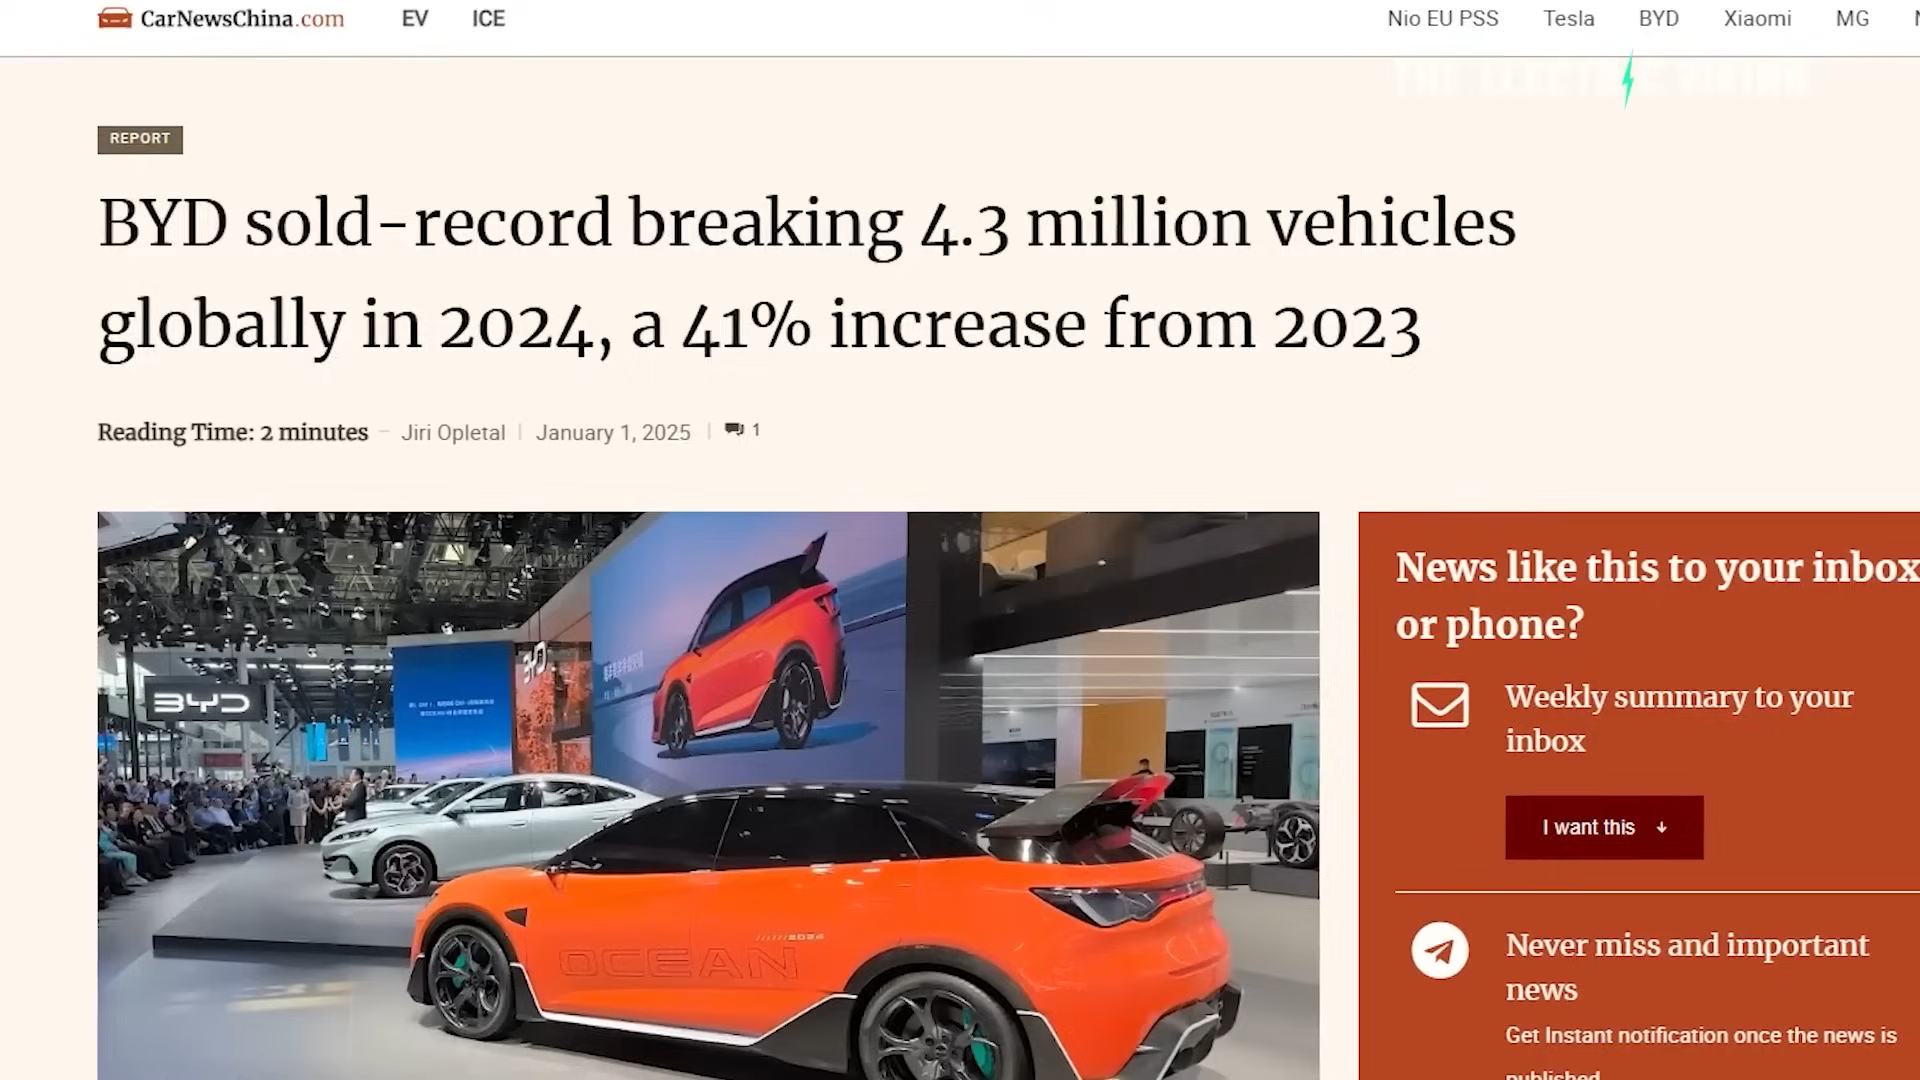 CarNewsChina.com EV ICE Nio EU PSS Tesla BYD Xiaomi MG
REPORT
BYD sold-record breaking 4.3 million vehicles
globally in 2024, a 41% increase from 2023
Reading Time: 2 minutes – Jiri Opletal | January 1, 2025 | 1
BYD
BYD
2024
OCEAN
News like this to your inbox
or phone?
Weekly summary to your
inbox
I want this
Never miss and important
news
Get Instant notification once the news is
published